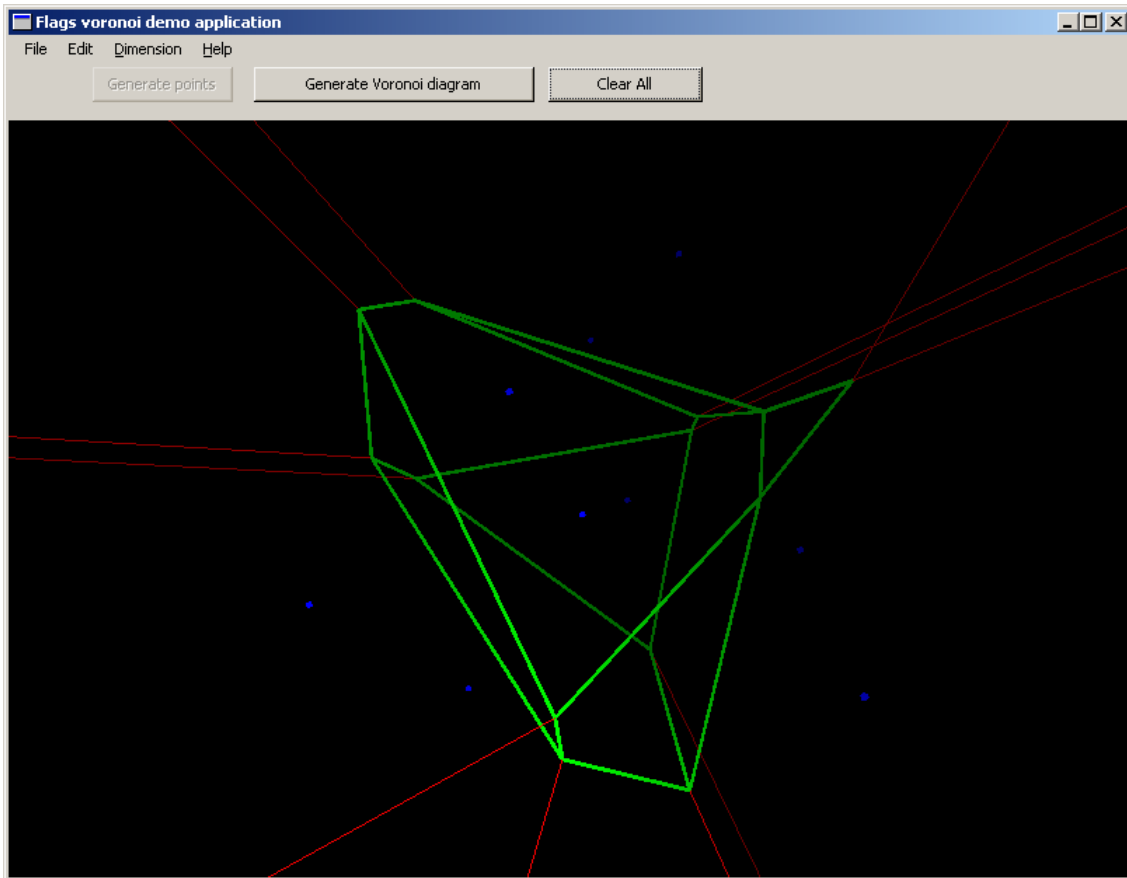 Flags voronoi demo application
File Edit Dimension Help
Generate points Generate Voronoi diagram Clear All